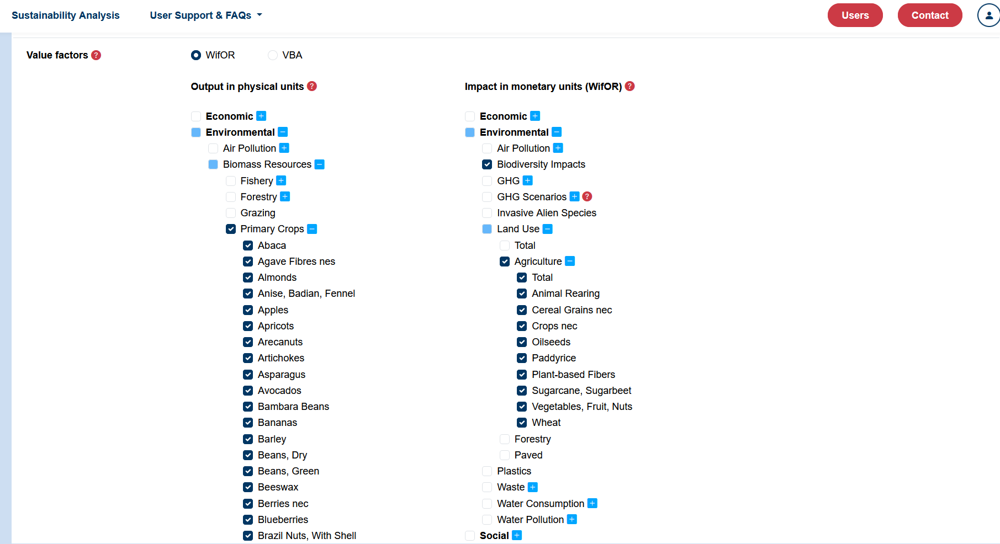 Sustainability Analysis
User Support & FAQs
Users
Contact
Value factors ?
WifOR
VBA
Output in physical units ?
Economic
Environmental
Air Pollution
Biomass Resources
Fishery
Forestry
Grazing
Primary Crops
Abaca
Agave Fibres nes
Almonds
Anise, Badian, Fennel
Apples
Apricots
Arecanuts
Artichokes
Asparagus
Avocados
Bambara Beans
Bananas
Barley
Beans, Dry
Beans, Green
Beeswax
Berries nec
Blueberries
Brazil Nuts, With Shell
Impact in monetary units (WifOR) ?
Economic
Environmental
Air Pollution
Biodiversity Impacts
GHG
GHG Scenarios ?
Invasive Alien Species
Land Use
Total
Agriculture
Total
Animal Rearing
Cereal Grains nec
Crops nec
Oilseeds
Paddyrice
Plant-based Fibers
Sugarcane, Sugarbeet
Vegetables, Fruit, Nuts
Wheat
Forestry
Paved
Plastics
Waste
Water Consumption
Water Pollution
Social